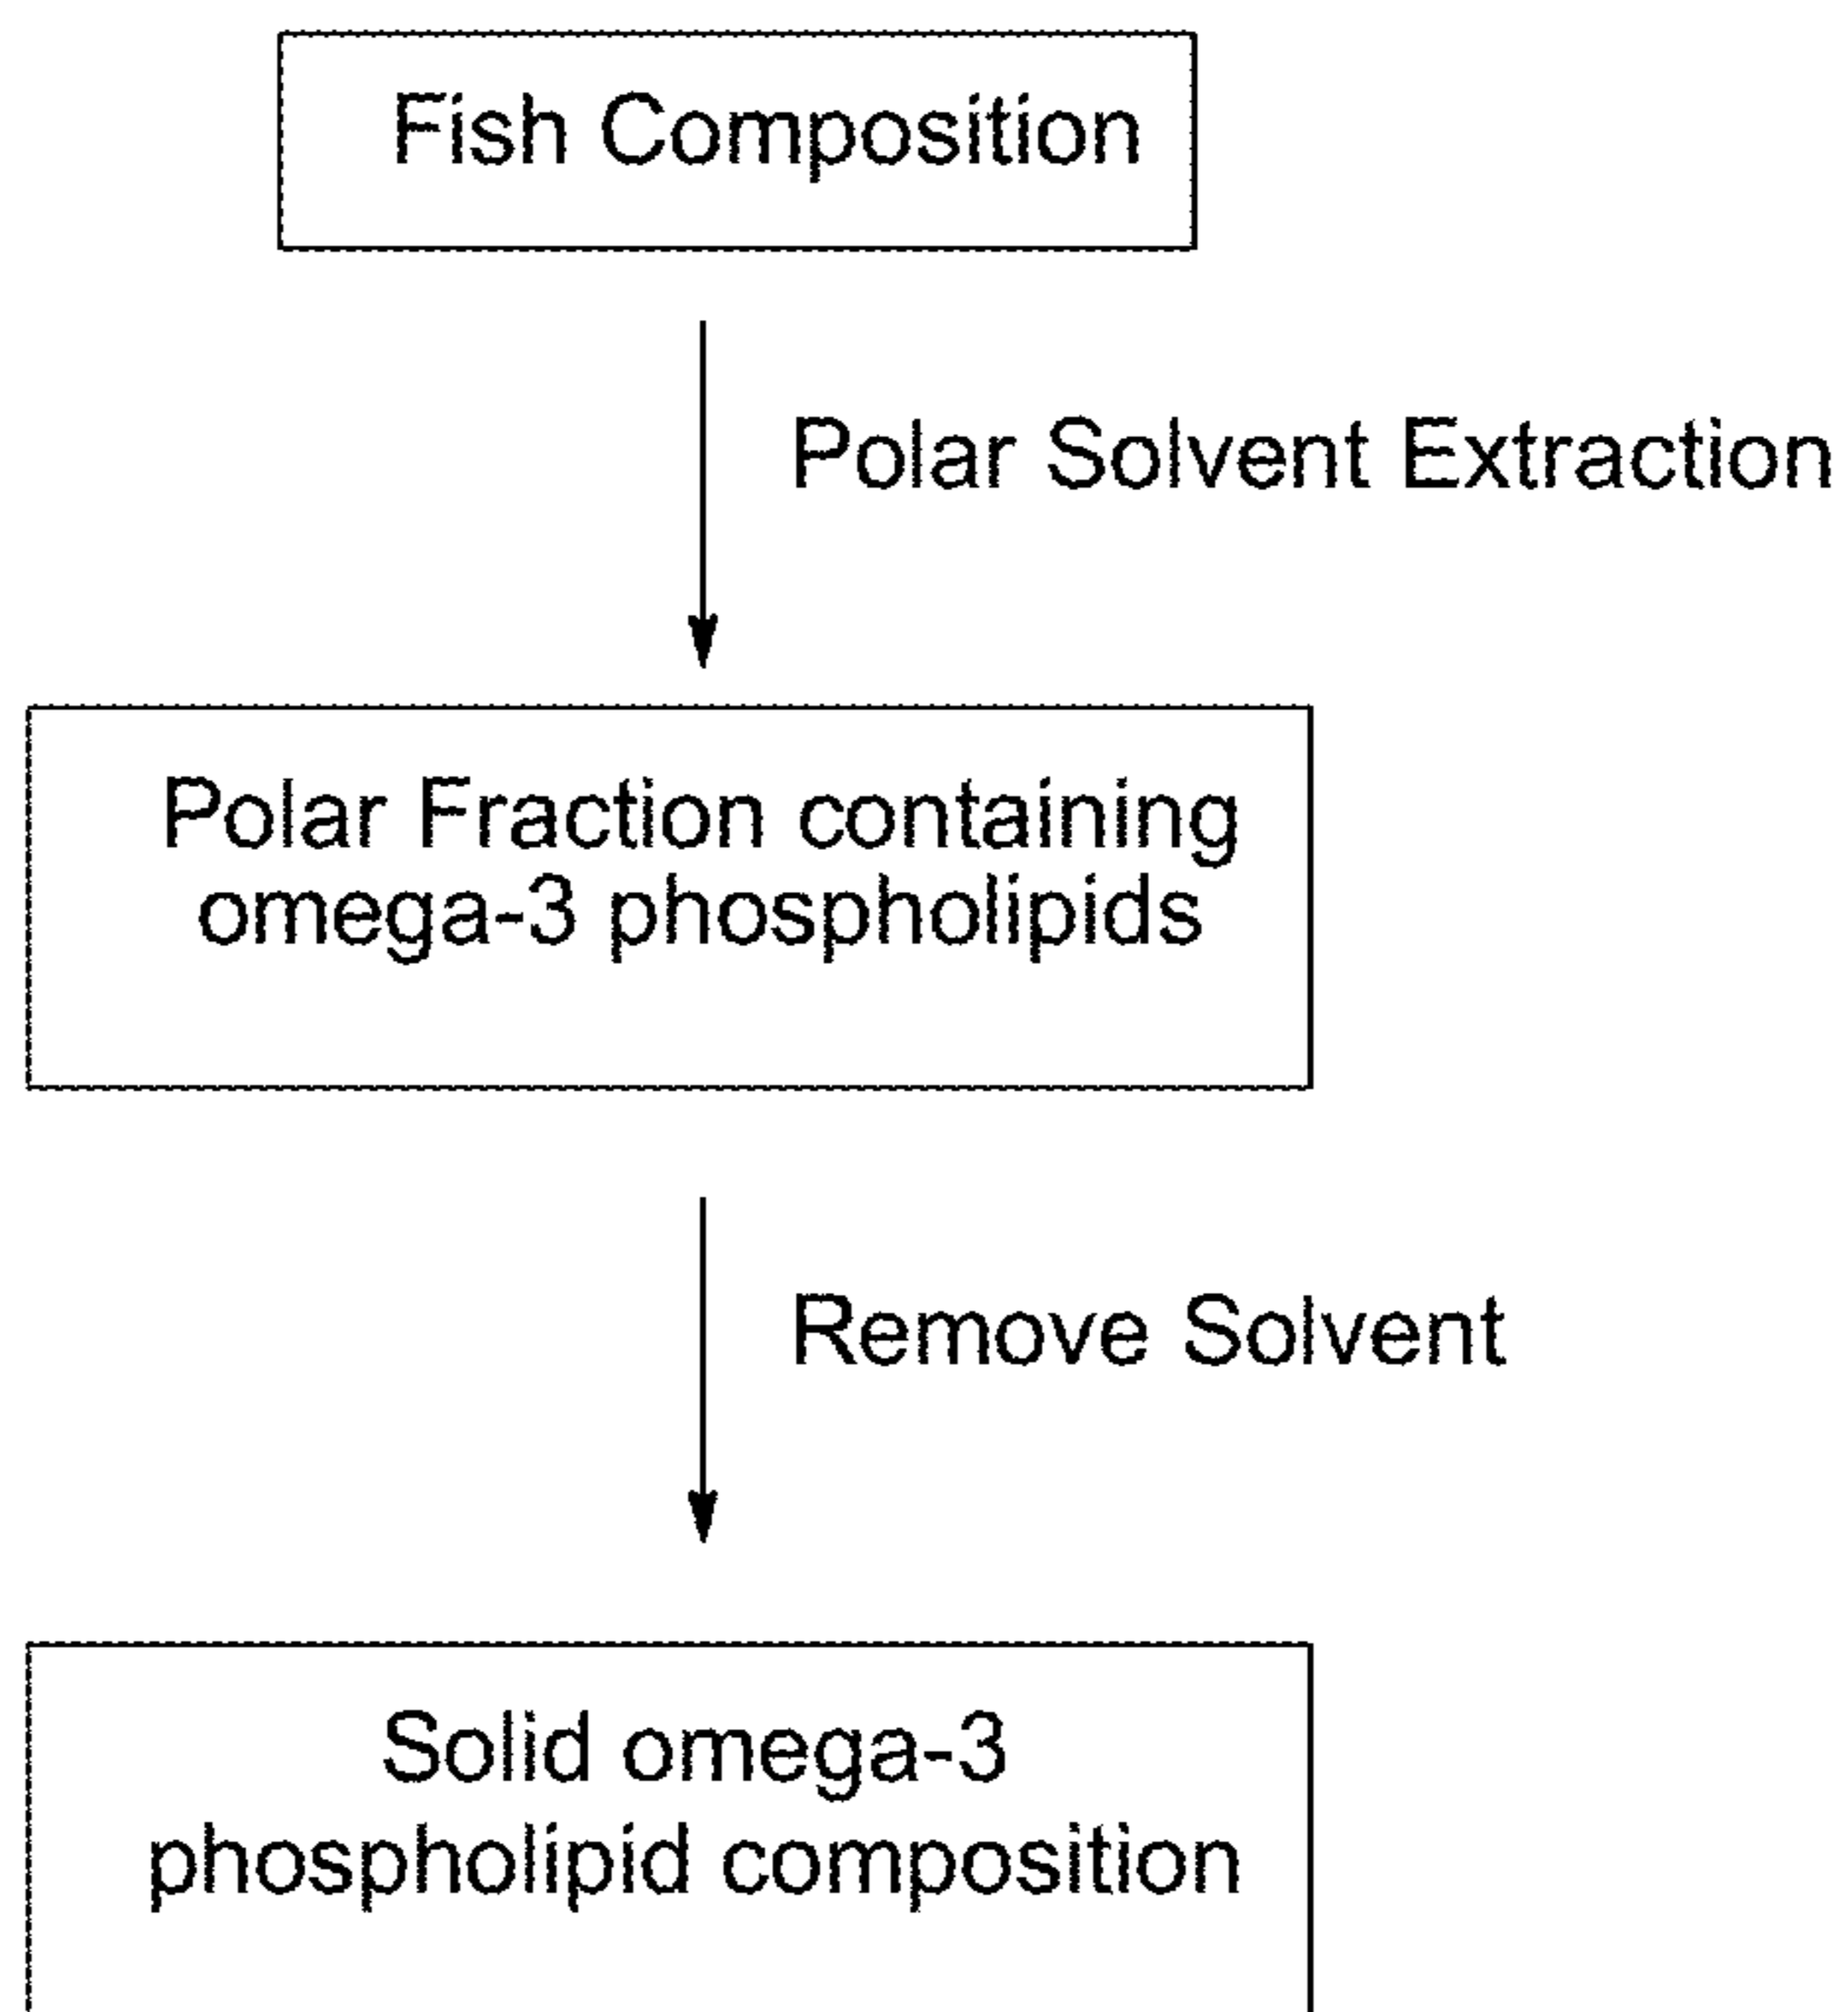 Fish Composition
Polar Solvent Extraction
Polar Fraction containing
omega-3 phospholipids
Remove Solvent
Solid omega-3
phospholipid composition